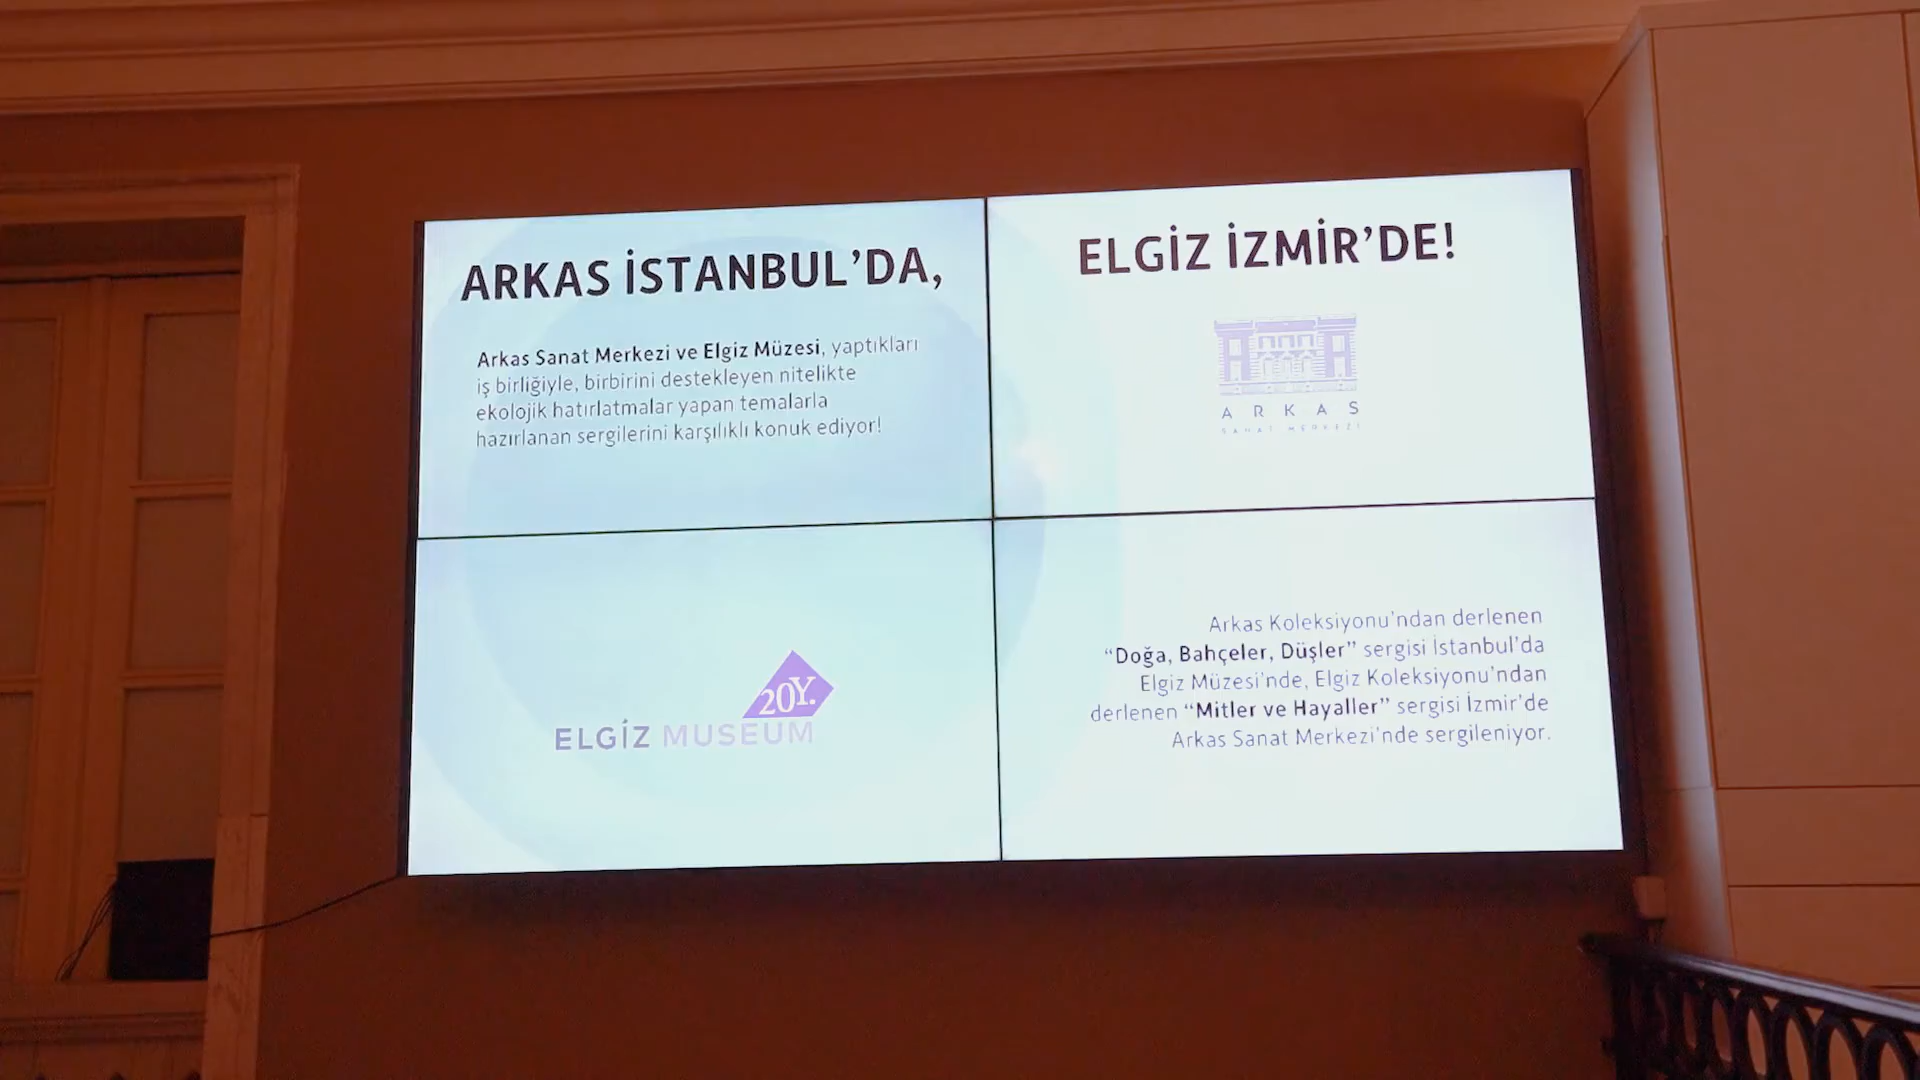 ARKAS İSTANBUL'DA,
Arkas Sanat Merkezi ve Elgiz Müzesi, yaptıkları
iş birliğiyle, birbirini destekleyen nitelikte
ekolojik hatırlatmalar yapan temalarla
hazırlanan sergilerini karşılıklı konuk ediyor!
ELGİZ İZMİR'DE!
ARKAS
SANAT MERKEZİ
20Y.
ELGİZ MUSEUM
Arkas Koleksiyonu'ndan derlenen
“Doğa, Bahçeler, Düşler” sergisi İstanbul'da
Elgiz Müzesi'nde, Elgiz Koleksiyonu'ndan
derlenen “Mitler ve Hayaller” sergisi İzmir'de
Arkas Sanat Merkezi'nde sergileniyor.